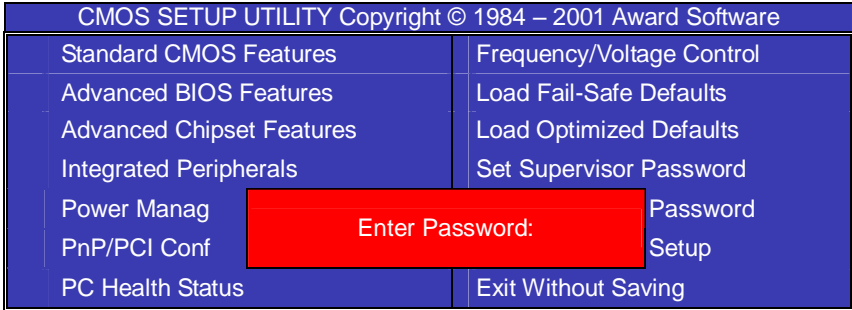 CMOS SETUP UTILITY Copyright © 1984 – 2001 Award Software
Standard CMOS Features
Frequency/Voltage Control
Advanced BIOS Features
Load Fail-Safe Defaults
Advanced Chipset Features
Load Optimized Defaults
Integrated Peripherals
Set Supervisor Password
Power Manag
Password
Enter Password:
PnP/PCI Conf
Setup
PC Health Status
Exit Without Saving